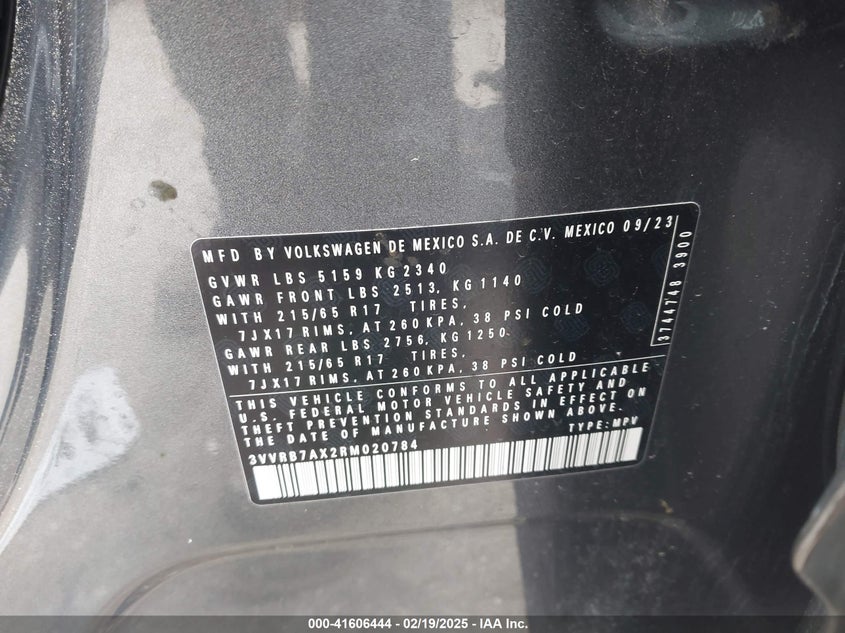 MFD BY VOLKSWAGEN DE MEXICO S.A. DE C.V. MEXICO 09/23
GVWR LBS 5159 KG 2340
GAWR FRONT LBS 2513, KG 1140
WITH 215/65 R17 TIRES,
7JX17 RIMS, AT 260 KPA, 38 PSI COLD
GAWR REAR LBS 2756, KG 1250
WITH 215/65 R17 TIRES,
7JX17 RIMS, AT 260 KPA, 38 PSI COLD
3744748 3900
THIS VEHICLE CONFORMS TO ALL APPLICABLE
U.S. FEDERAL MOTOR VEHICLE SAFETY AND
THEFT PREVENTION STANDARDS IN EFFECT ON
THE DATE OF MANUFACTURE SHOWN ABOVE.
3VVRB7AX2RM020784 TYPE: MPV
000-41606444 - 02/19/2025 - IAA Inc.